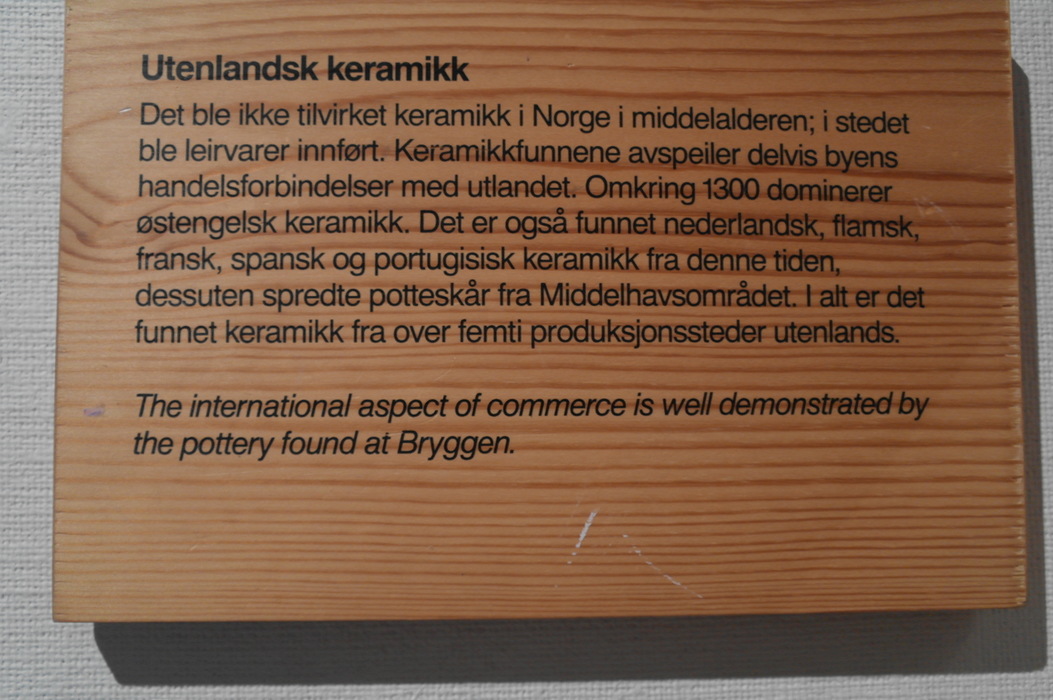 Utenlandsk keramikk
Det ble ikke tilvirket keramikk i Norge i middelalderen; i stedet
ble leirvarer innført. Keramikkfunnene avspeiler delvis byens
handelsforbindelser med utlandet. Omkring 1300 dominerer
østengelsk keramikk. Det er også funnet nederlandsk, flamsk,
fransk, spansk og portugisisk keramikk fra denne tiden,
dessuten spredte potteskår fra Middelhavsområdet. I alt er det
funnet keramikk fra over femti produksjonssteder utenlands.
The international aspect of commerce is well demonstrated by
the pottery found at Bryggen.